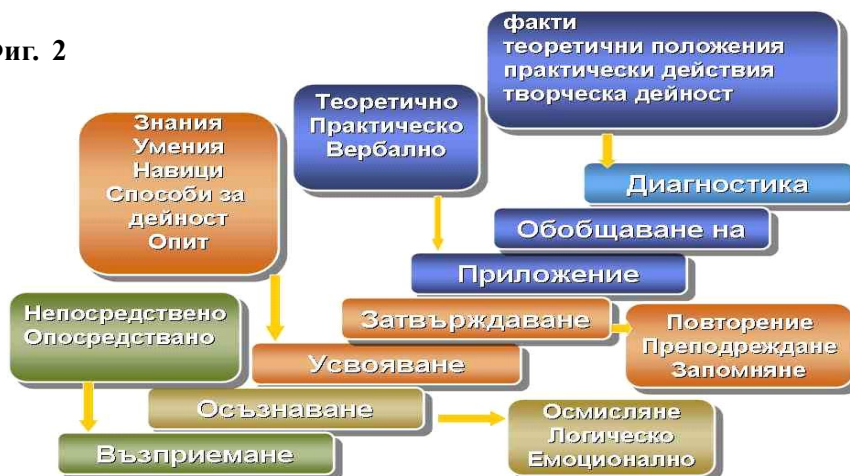 Фиг. 2
факти
теоретични положения
практически действия
творческа дейност
Теоретично
Практическо
Вербално
Знания
Умения
Навици
Способи за
дейност
Опит
Диагностика
Обобщаване на
Приложение
Непосредствено
Опосредствано
Затвърждаване
Повторение
Преподреждане
Запомняне
Усвояване
Осъзнаване
Осмисляне
Логическо
Емоционално
Възприемане